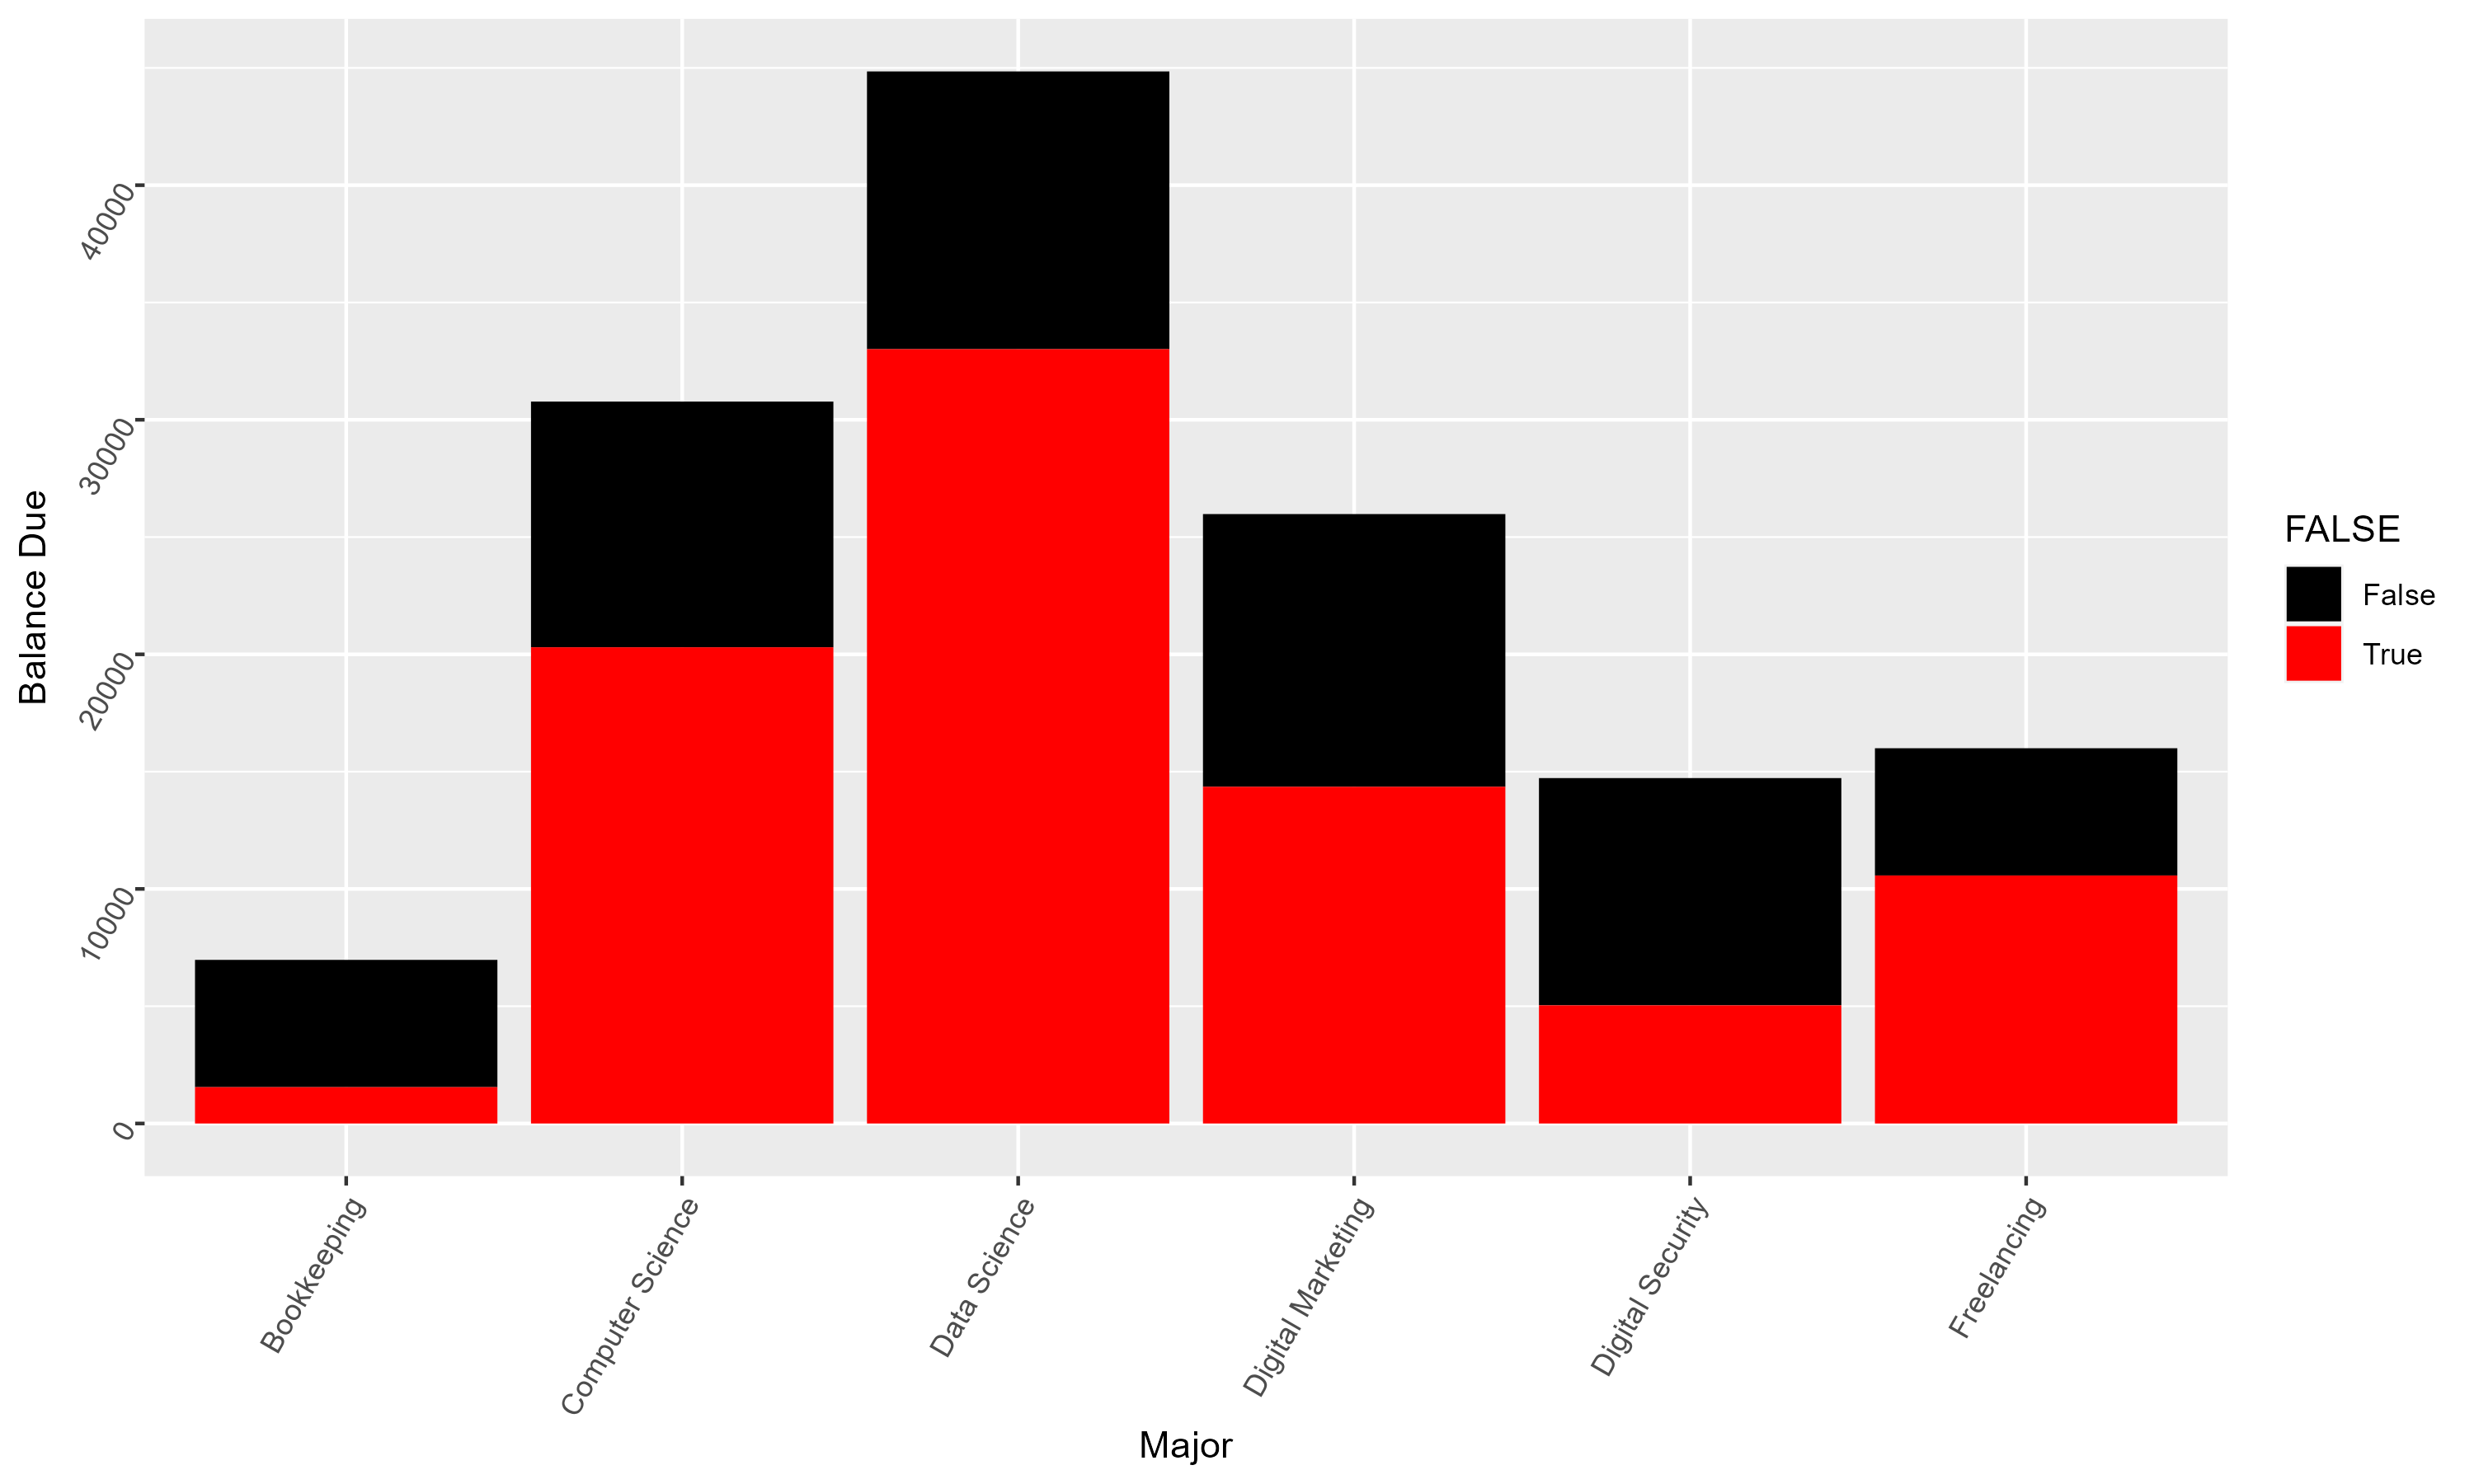 Balance Due
40000
30000
20000
10000
0
Bookkeeping
Computer Science
Data Science
Digital Marketing
Digital Security
Freelancing
Major
FALSE
False
True